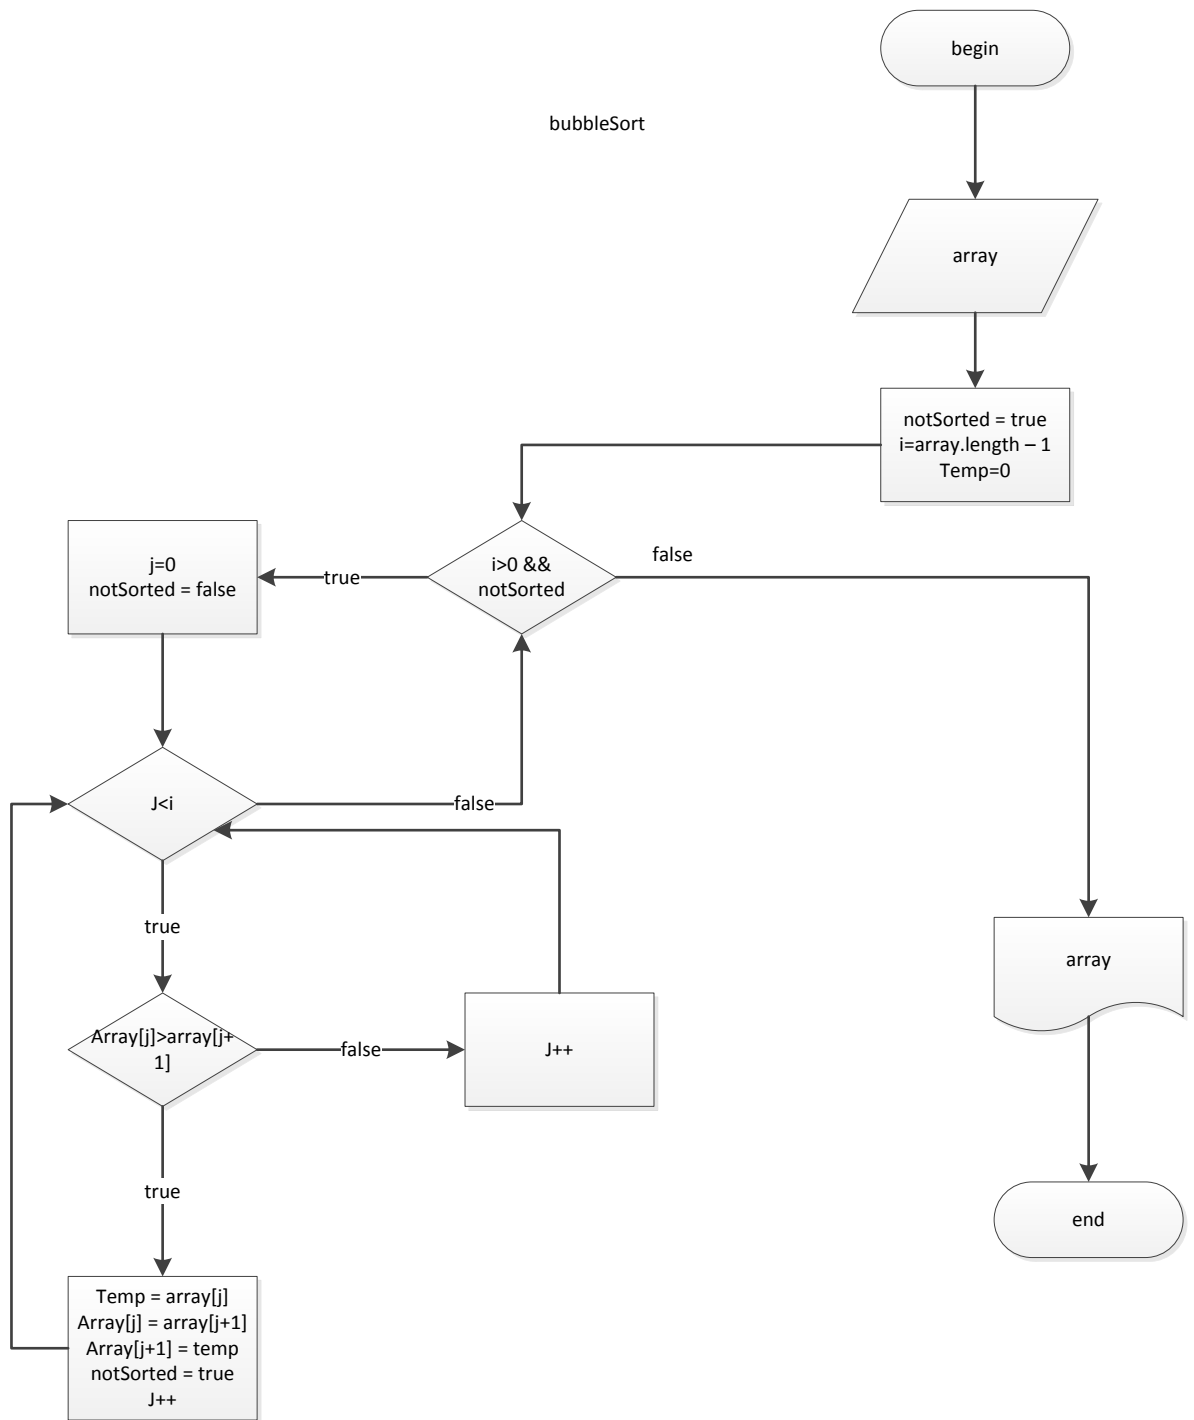 begin
bubbleSort
array
notSorted = true
i=array.length – 1
Temp=0
i>0 &&
notSorted
false
true
j=0
notSorted = false
J<i
false
true
Array[j]>array[j+
1]
false
J++
true
Temp = array[j]
Array[j] = array[j+1]
Array[j+1] = temp
notSorted = true
J++
array
end